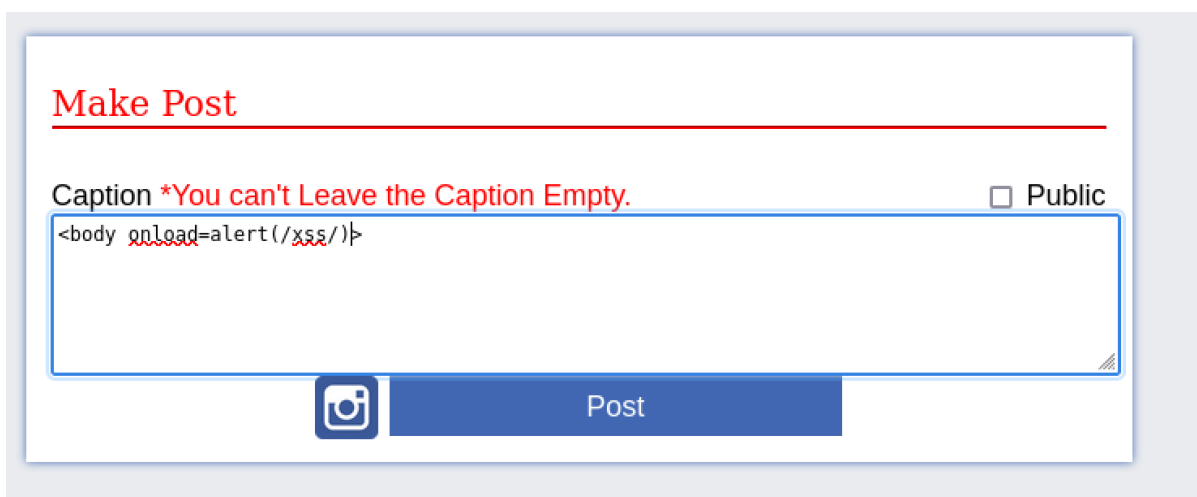 Make Post
Caption *You can't Leave the Caption Empty. Public
<body onload=alert(/xss/)>
Post